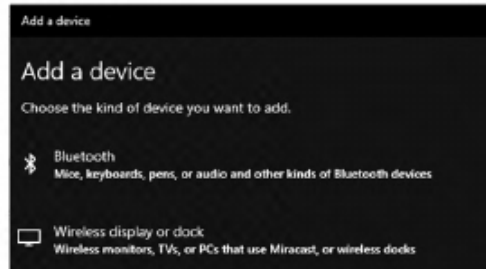 Add a device
Add a device
Choose the kind of device you want to add.
Bluetooth
Mice, keyboards, pens, or audio and other kinds of Bluetooth devices
Wireless display or dock
Wireless monitors, TVs, or PCs that use Miracast, or wireless docks